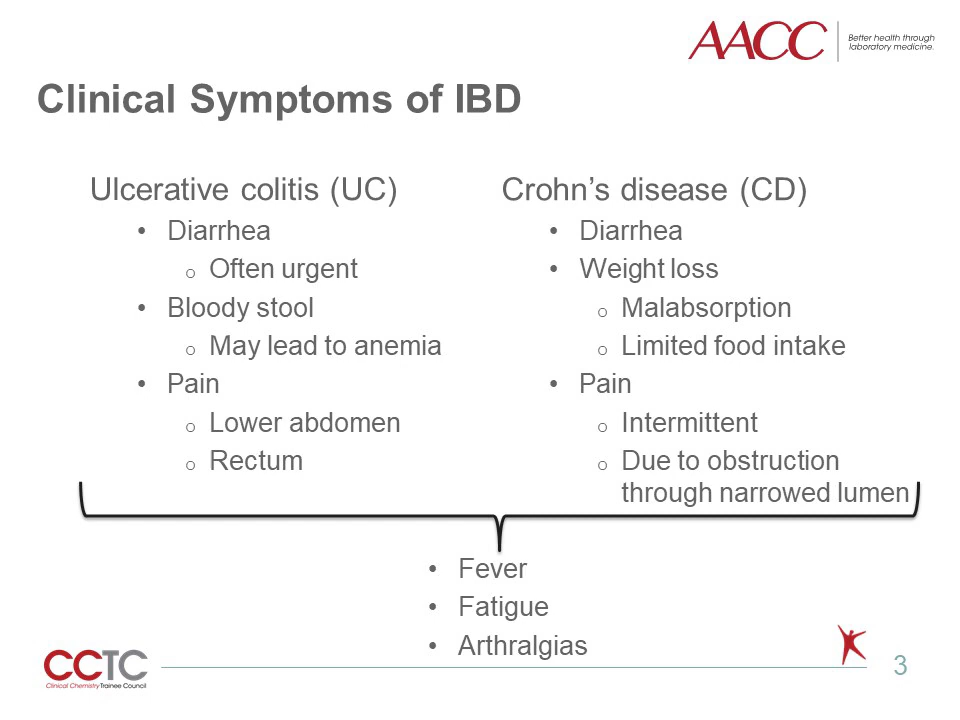 AACC
Better health through
laboratory medicine.
Clinical Symptoms of IBD
Ulcerative colitis (UC)
• Diarrhea
o Often urgent
• Bloody stool
o May lead to anemia
• Pain
o Lower abdomen
o Rectum
Crohn’s disease (CD)
• Diarrhea
• Weight loss
o Malabsorption
o Limited food intake
• Pain
o Intermittent
o Due to obstruction
through narrowed lumen
• Fever
• Fatigue
• Arthralgias
CCTC
Clinical Chemistry Trainee Council
3